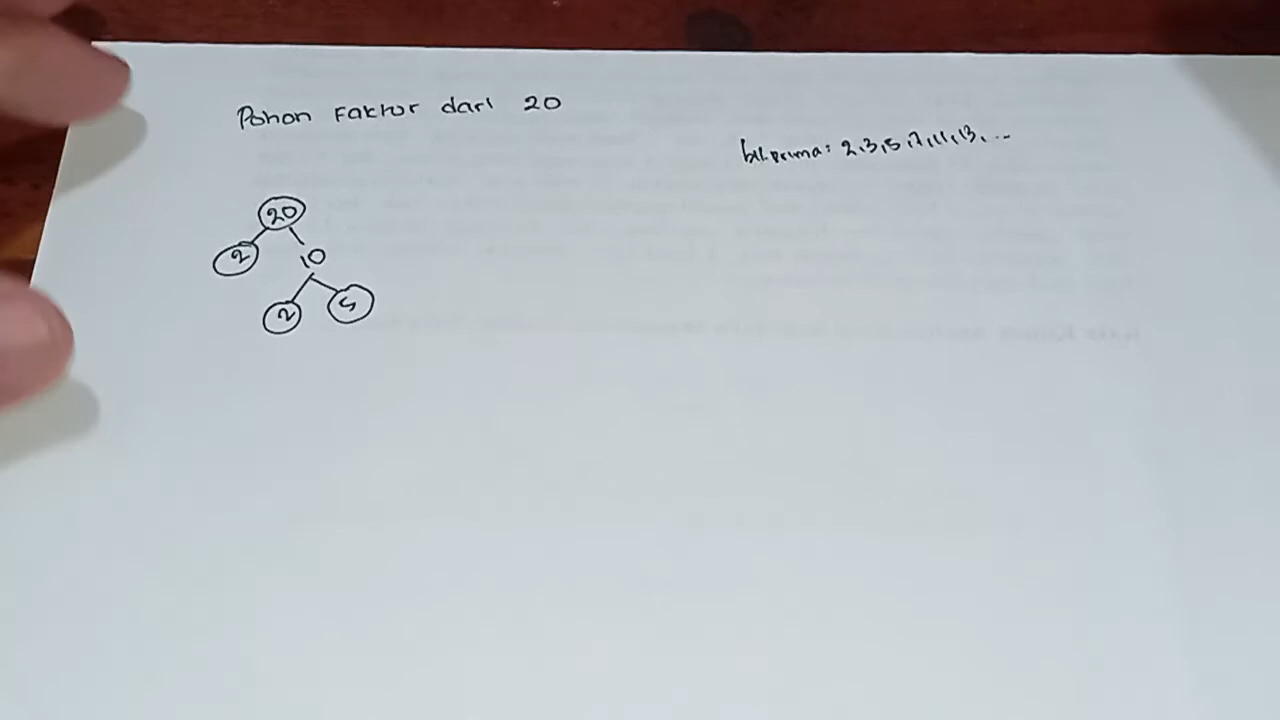 Pohon Faktor dari 20
bil.prima: 2,3,5,7,11,13,...
20
2 10
2 5